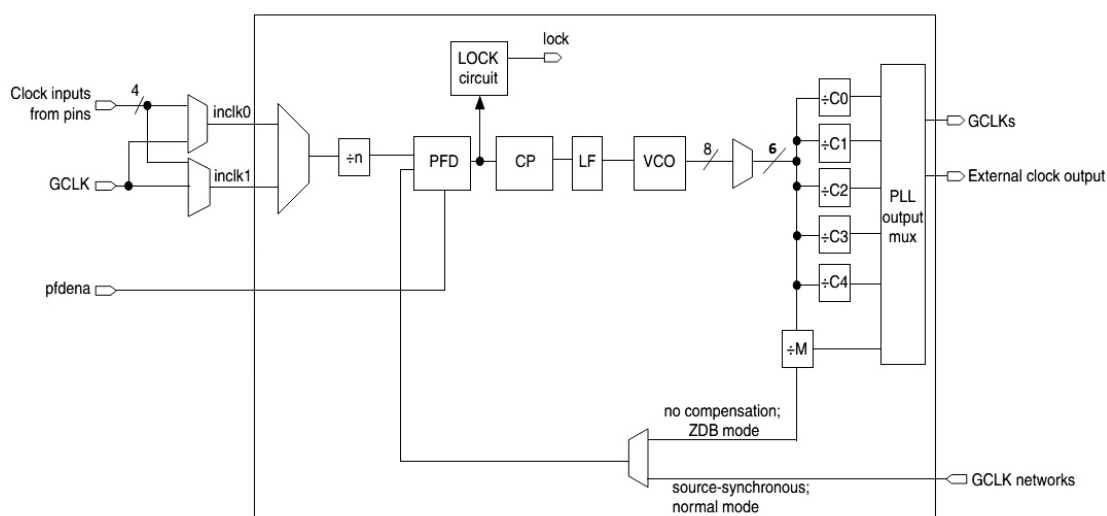 lock
LOCK
circuit
4
Clock inputs
from pins
inclk0
÷n
PFD
CP
LF
VCO
8
6
÷C0
÷C1
÷C2
÷C3
÷C4
÷M
PLL
output
mux
GCLKs
External clock output
GCLK
inclk1
pfdena
no compensation;
ZDB mode
source-synchronous;
normal mode
GCLK networks